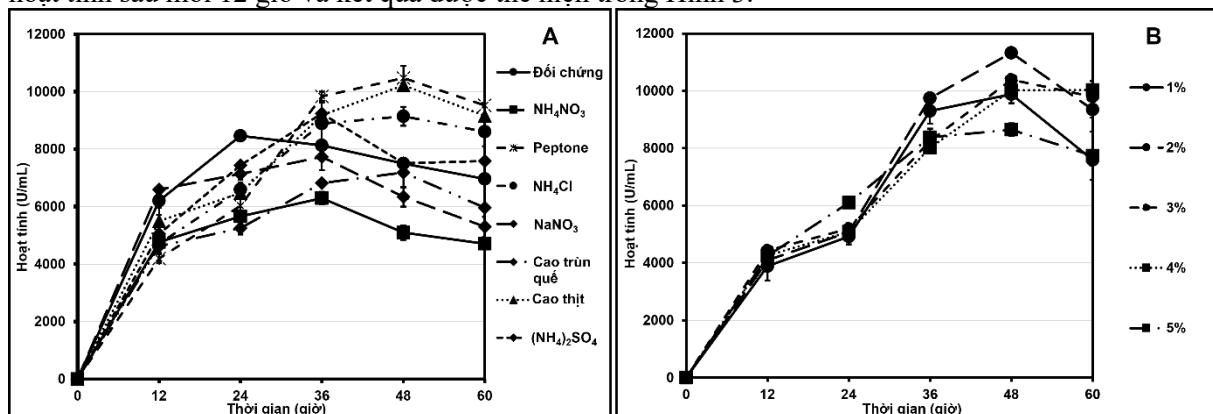 hoạt tính sau mỗi 12 giờ và kết quả được thể hiện trong Hình 3.
A
12000
10000
8000
6000
4000
2000
0
Hoạt tính (U/mL)
0 12 24 36 48 60
Thời gian (giờ)
Đối chứng
NH₄NO₃
Peptone
NH₄Cl
NaNO₃
Cao trùn
quế
Cao thịt
(NH₄)₂SO₄
B
12000
10000
8000
6000
4000
2000
0
Hoạt tính (U/mL)
0 12 24 36 48 60
Thời gian (giờ)
1%
2%
3%
4%
5%